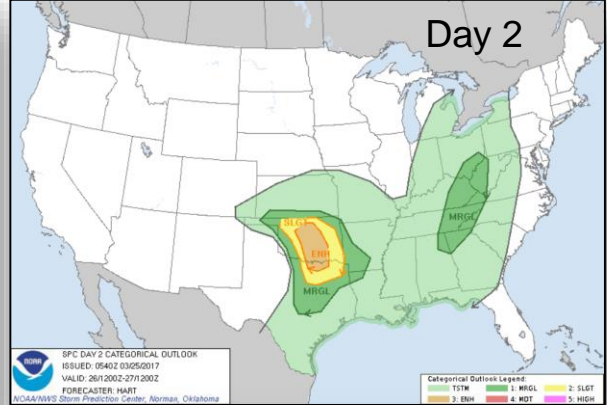 Day 2
MRGL
SLGT
ENH
MRGL
NOAA
SPC DAY 2 CATEGORICAL OUTLOOK
ISSUED: 0540Z 03/25/2017
VALID: 26/1200Z-27/1200Z
FORECASTER: HART
NOAA/NWS Storm Prediction Center, Norman, Oklahoma
Categorical Outlook Legend:
TSTM 1: MRGL 2: SLGT
3: ENH 4: MDT 5: HIGH